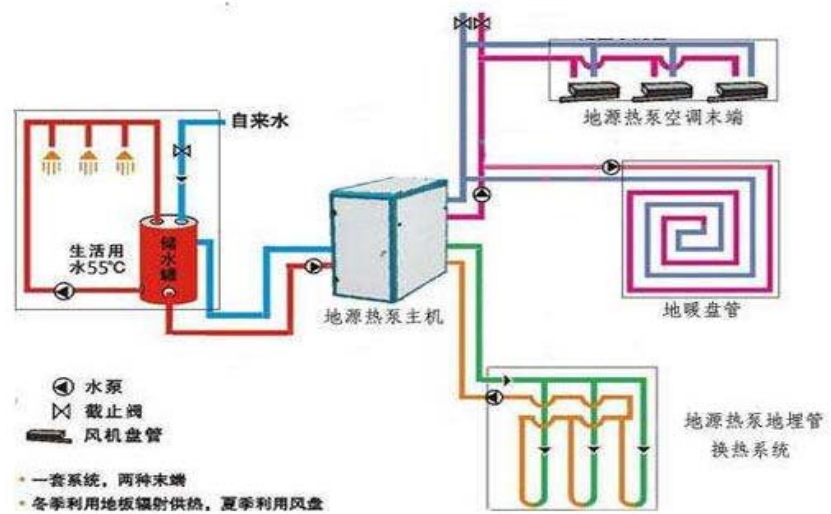 自来水
生活用
水55℃
储水罐
地源热泵主机
地源热泵空调末端
地暖盘管
地源热泵地埋管
换热系统
水泵
截止阀
风机盘管
·一套系统，两种末端
·冬季利用地板辐射供热，夏季利用风盘